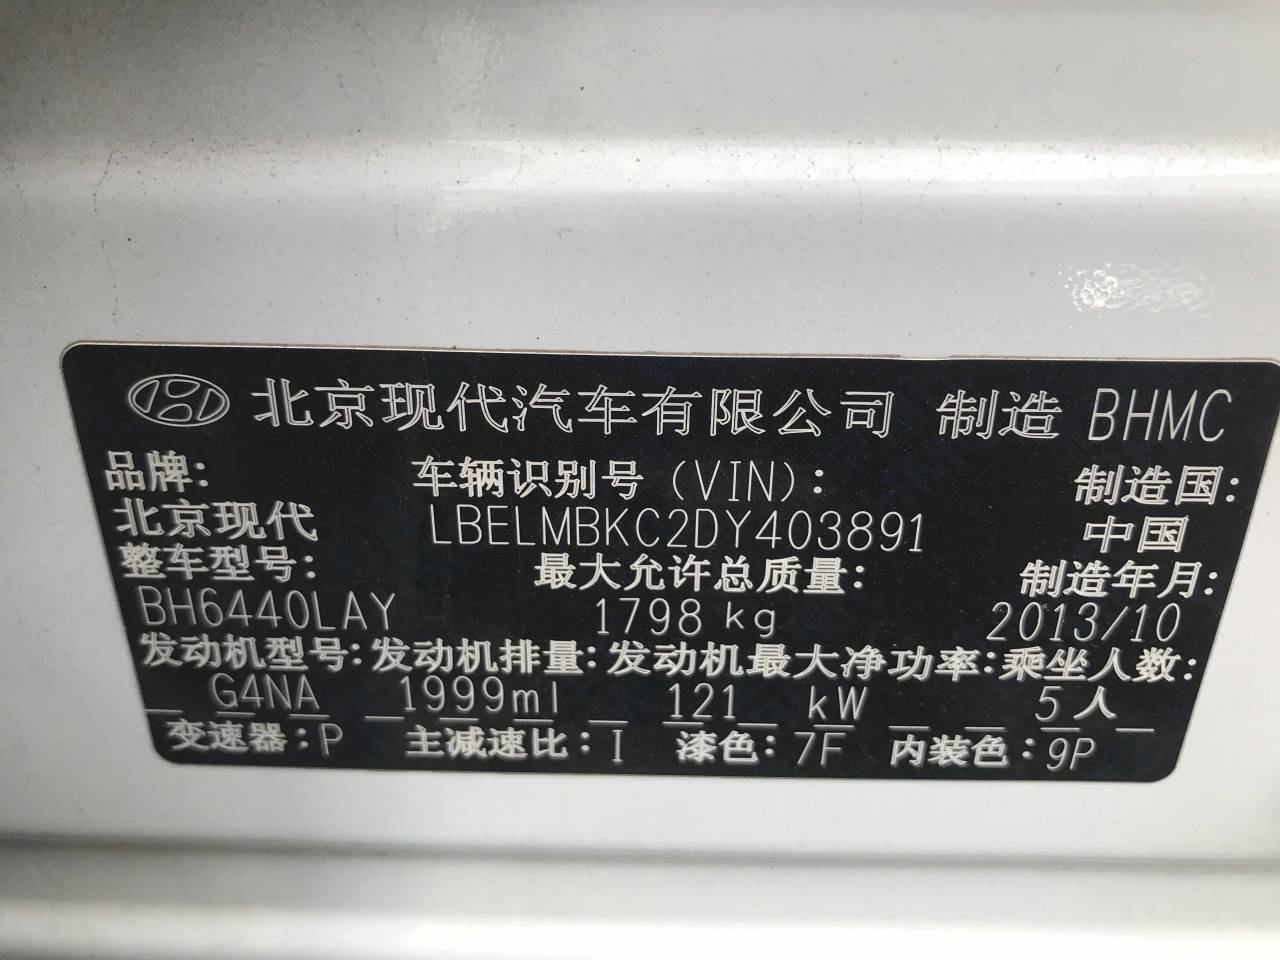 北京现代汽车有限公司 制造 BHMC
品牌: 车辆识别号 (VIN): 制造国:
北京现代 LBELMBKC2DY403891 中国
整车型号: 最大允许总质量: 制造年月:
BH6440LAY 1798 kg 2013/10
发动机型号: 发动机排量: 发动机最大净功率: 乘坐人数:
G4NA 1999ml 121 kW 5 人
变速器: P 主减速比: I 漆色: 7F 内装色: 9P